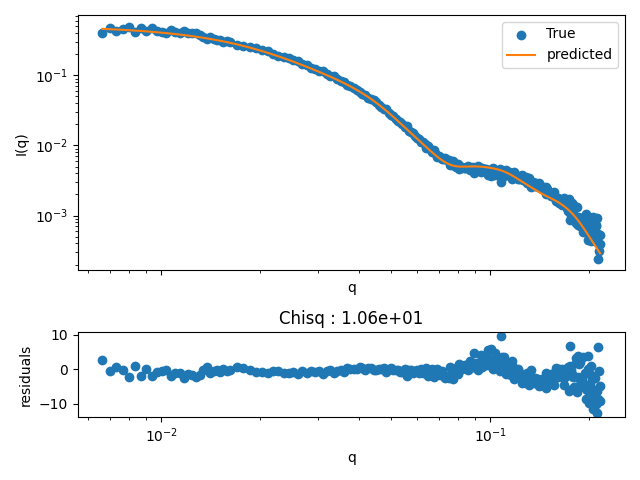 True
predicted
I(q)
10⁻¹
10⁻²
10⁻³
q
Chisq : 1.06e+01
residuals
10
0
−10
10⁻²
10⁻¹
q